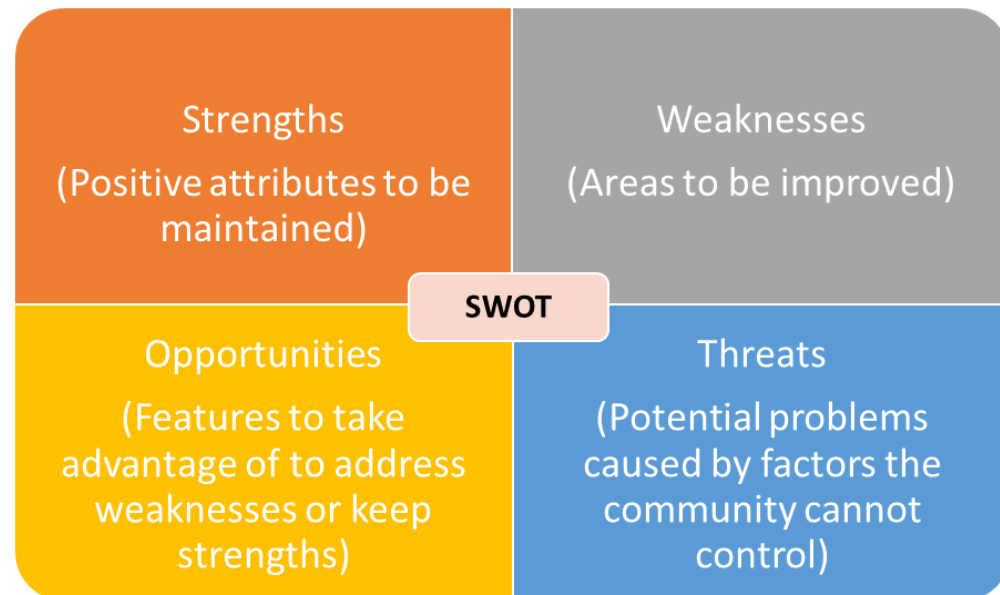 Strengths
(Positive attributes to be
maintained)
Weaknesses
(Areas to be improved)
SWOT
Opportunities
(Features to take
advantage of to address
weaknesses or keep
strengths)
Threats
(Potential problems
caused by factors the
community cannot
control)